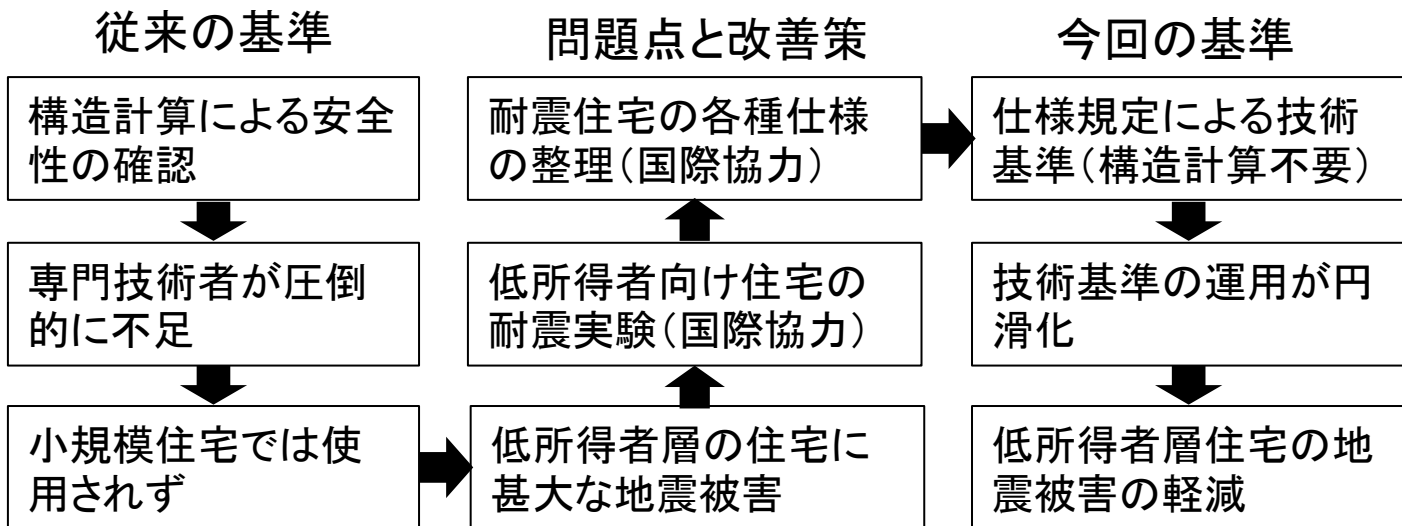 従来の基準
構造計算による安全
性の確認
専門技術者が圧倒
的に不足
小規模住宅では使
用されず
問題点と改善策
耐震住宅の各種仕様
の整理(国際協力)
低所得者向け住宅の
耐震実験(国際協力)
低所得者層の住宅に
甚大な地震被害
今回の基準
仕様規定による技術
基準(構造計算不要)
技術基準の運用が円
滑化
低所得者層住宅の地
震被害の軽減